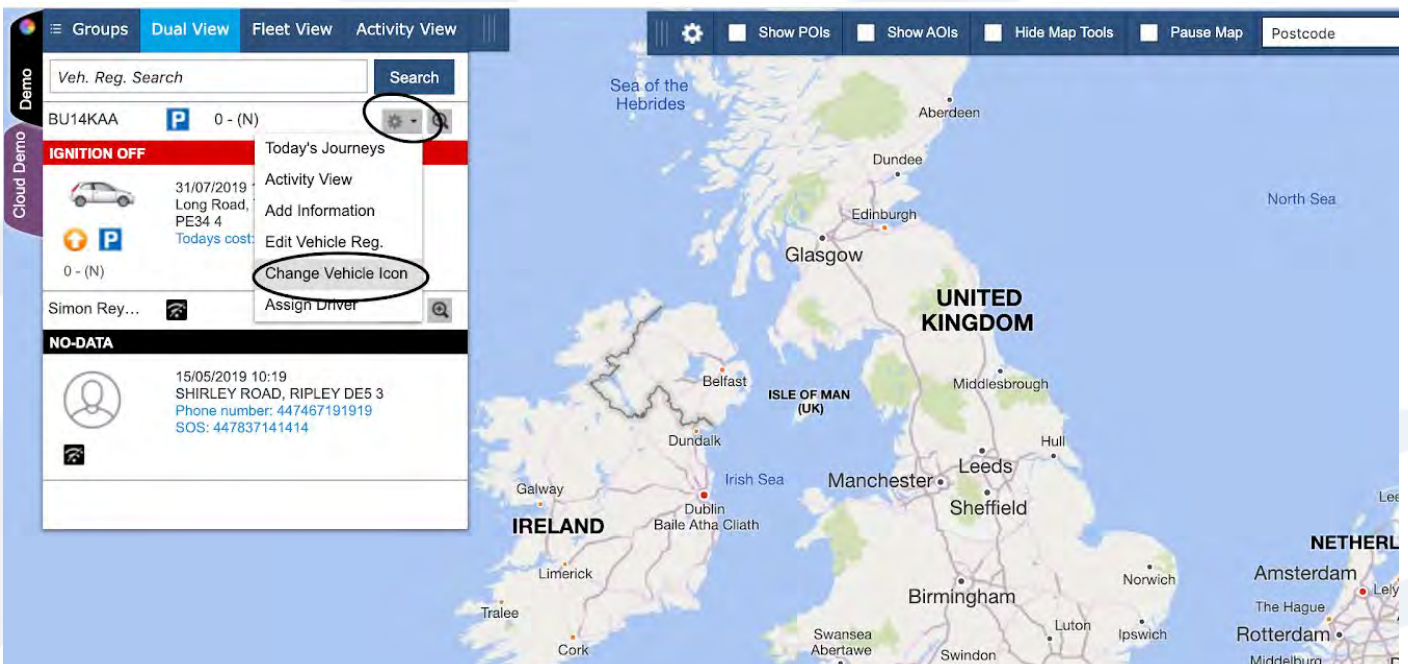 Groups
Dual View
Fleet View
Activity View
Show POIs
Show AOIs
Hide Map Tools
Pause Map
Postcode
Demo
Cloud Demo
Veh. Reg. Search
Search
BU14KAA
P
0 - (N)
IGNITION OFF
Today's Journeys
Activity View
Add Information
Edit Vehicle Reg.
Change Vehicle Icon
Assign Driver
31/07/2019
Long Road,
PE34 4
Todays cost:
P
0 - (N)
Simon Rey...
NO-DATA
15/05/2019 10:19
SHIRLEY ROAD, RIPLEY DE5 3
Phone number: 447467191919
SOS: 447837141414
Sea of the
Hebrides
Aberdeen
Dundee
North Sea
Edinburgh
Glasgow
UNITED
KINGDOM
Belfast
ISLE OF MAN
(UK)
Middlesbrough
Dundalk
Hull
Leeds
Irish Sea
Manchester
Galway
Sheffield
Dublin
Baile Atha Cliath
IRELAND
NETHERL
Limerick
Norwich
Amsterdam
Lely
Birmingham
The Hague
Tralee
Luton
Ipswich
Rotterdam
Swansea
Abertawe
Cork
Swindon
Middelburg